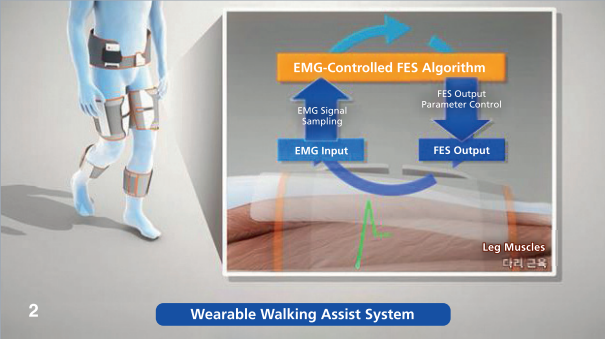 EMG-Controlled FES Algorithm
EMG Signal
Sampling
FES Output
Parameter Control
EMG Input
FES Output
Leg Muscles
다리 근육
2
Wearable Walking Assist System